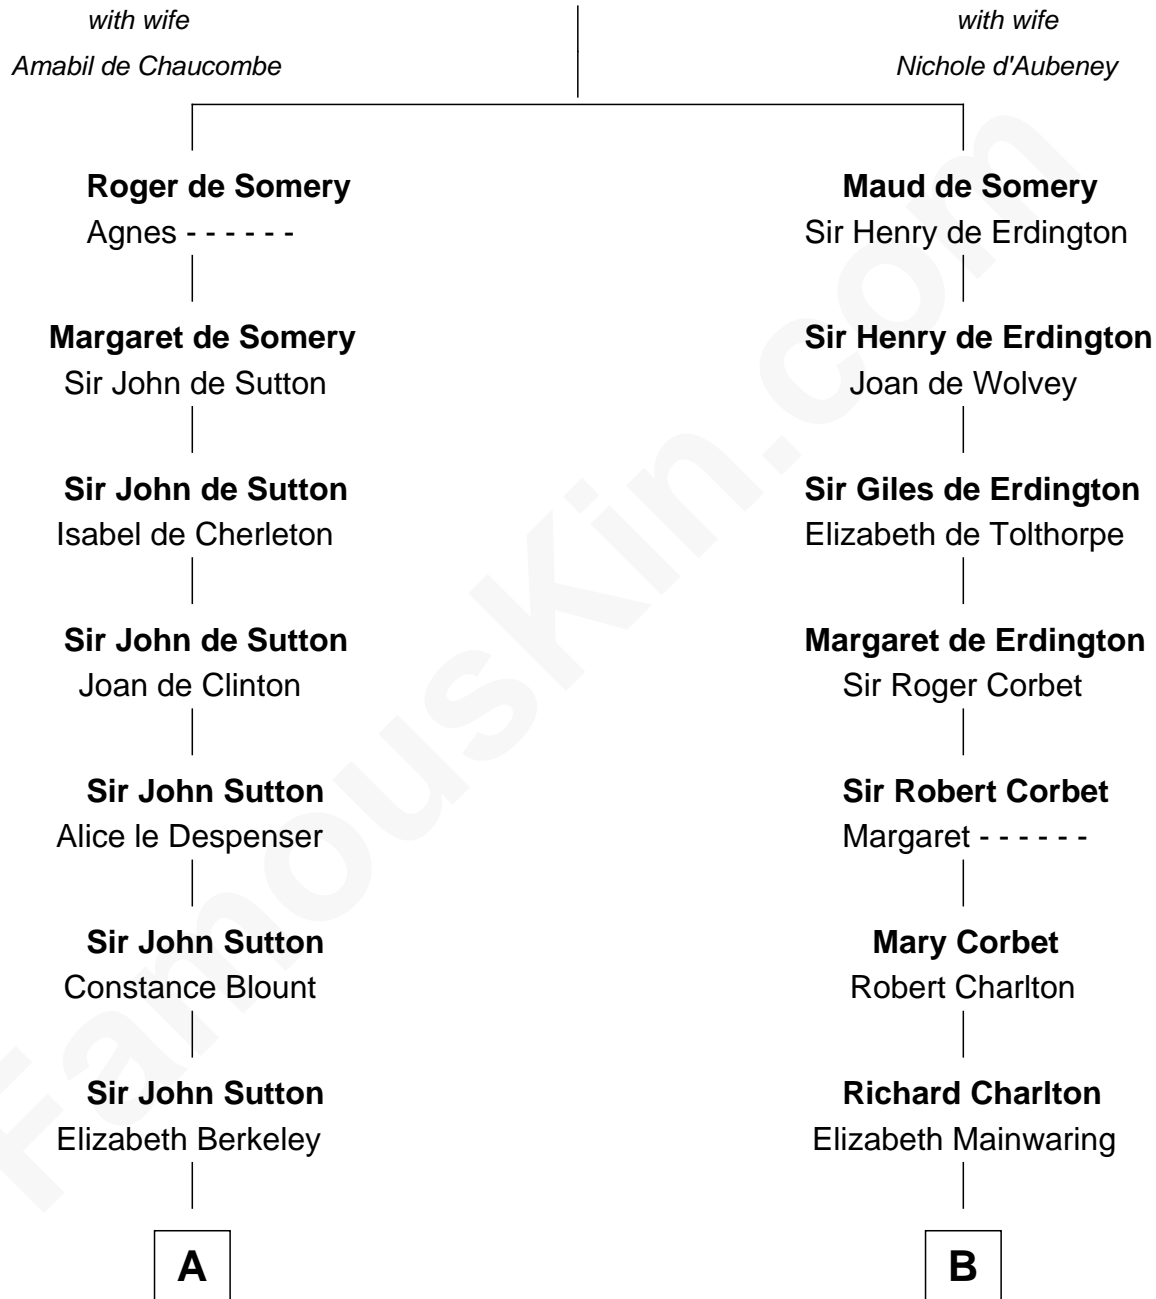 with wife
Amabil de Chaucombe
with wife
Nichole d'Aubeney
Roger de Somery
Agnes - - - - - -
Maud de Somery
Sir Henry de Erdington
Margaret de Somery
Sir John de Sutton
Sir Henry de Erdington
Joan de Wolvey
Sir John de Sutton
Isabel de Cherleton
Sir Giles de Erdington
Elizabeth de Tolthorpe
Sir John de Sutton
Joan de Clinton
Margaret de Erdington
Sir Roger Corbet
Sir John Sutton
Alice le Despenser
Sir Robert Corbet
Margaret - - - - - -
Sir John Sutton
Constance Blount
Mary Corbet
Robert Charlton
Sir John Sutton
Elizabeth Berkeley
Richard Charlton
Elizabeth Mainwaring
A
B
FamousKin.com